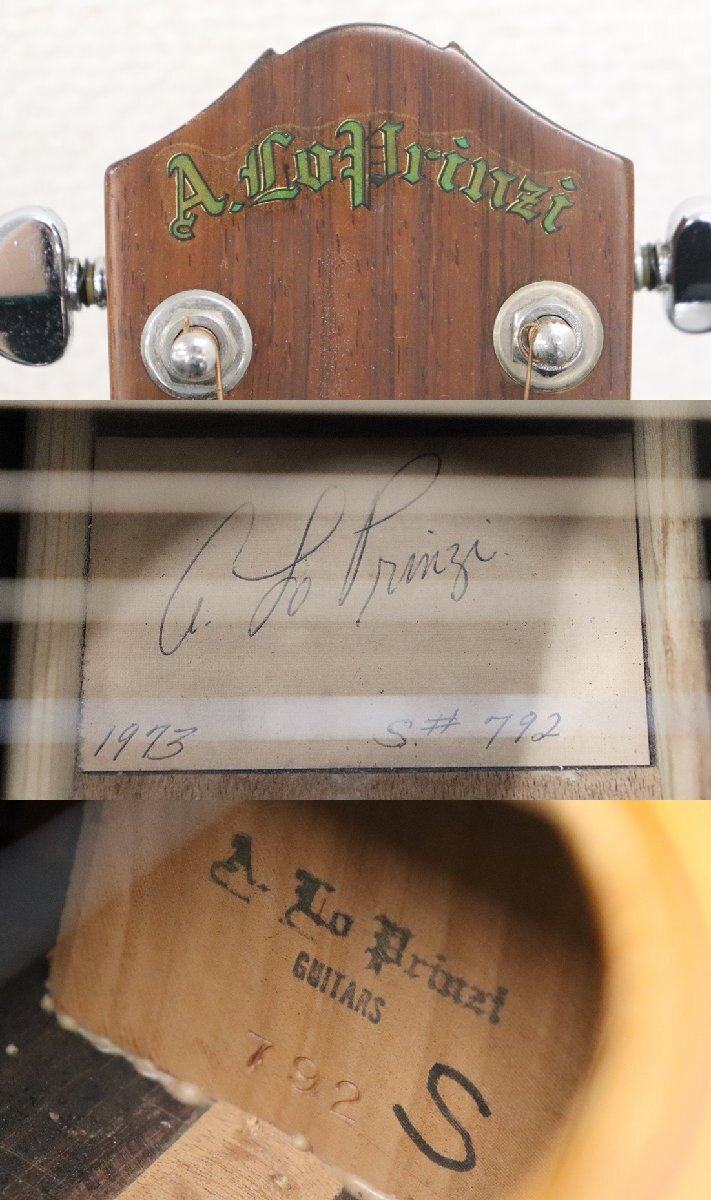 A. LoPrinzi
A. Lo Prinzi
1973 S.# 792
A. Lo Prinzi
GUITARS
792
S